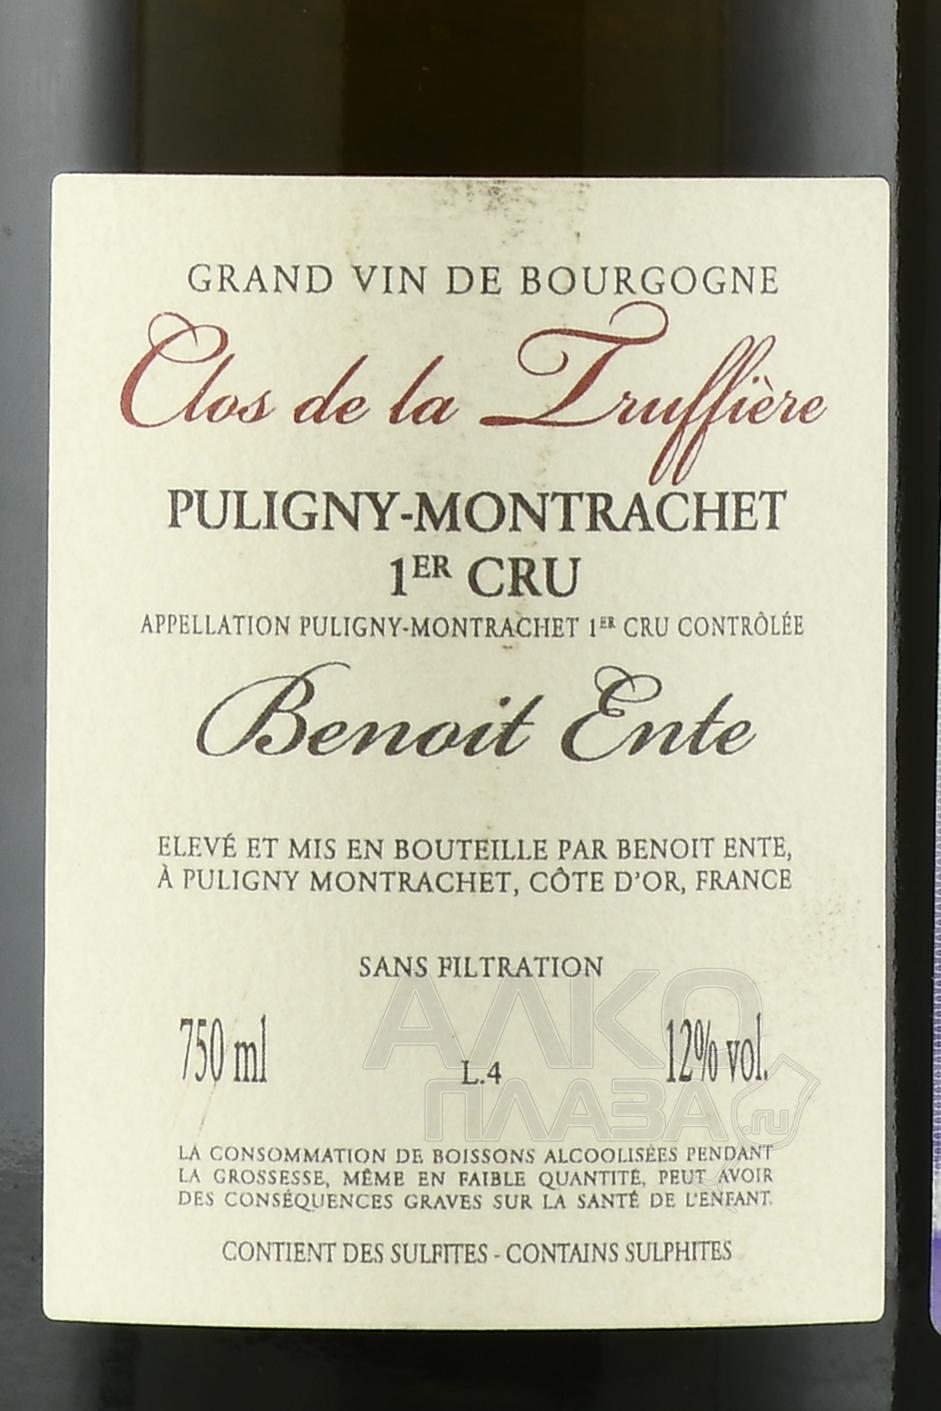 GRAND VIN DE BOURGOGNE
Clos de la Truffière
PULIGNY-MONTRACHET
1ER CRU
APPELLATION PULIGNY-MONTRACHET 1ER CRU CONTRÔLÉE
Benoit Ente
ELEVÉ ET MIS EN BOUTEILLE PAR BENOIT ENTE,
À PULIGNY MONTRACHET, CÔTE D'OR, FRANCE
SANS FILTRATION
750 ml L.4 12% vol.
АЛКО
ПЛАЗА .ru
LA CONSOMMATION DE BOISSONS ALCOOLISÉES PENDANT
LA GROSSESSE, MÊME EN FAIBLE QUANTITÉ, PEUT AVOIR
DES CONSÉQUENCES GRAVES SUR LA SANTÉ DE L'ENFANT.
CONTIENT DES SULFITES - CONTAINS SULPHITES